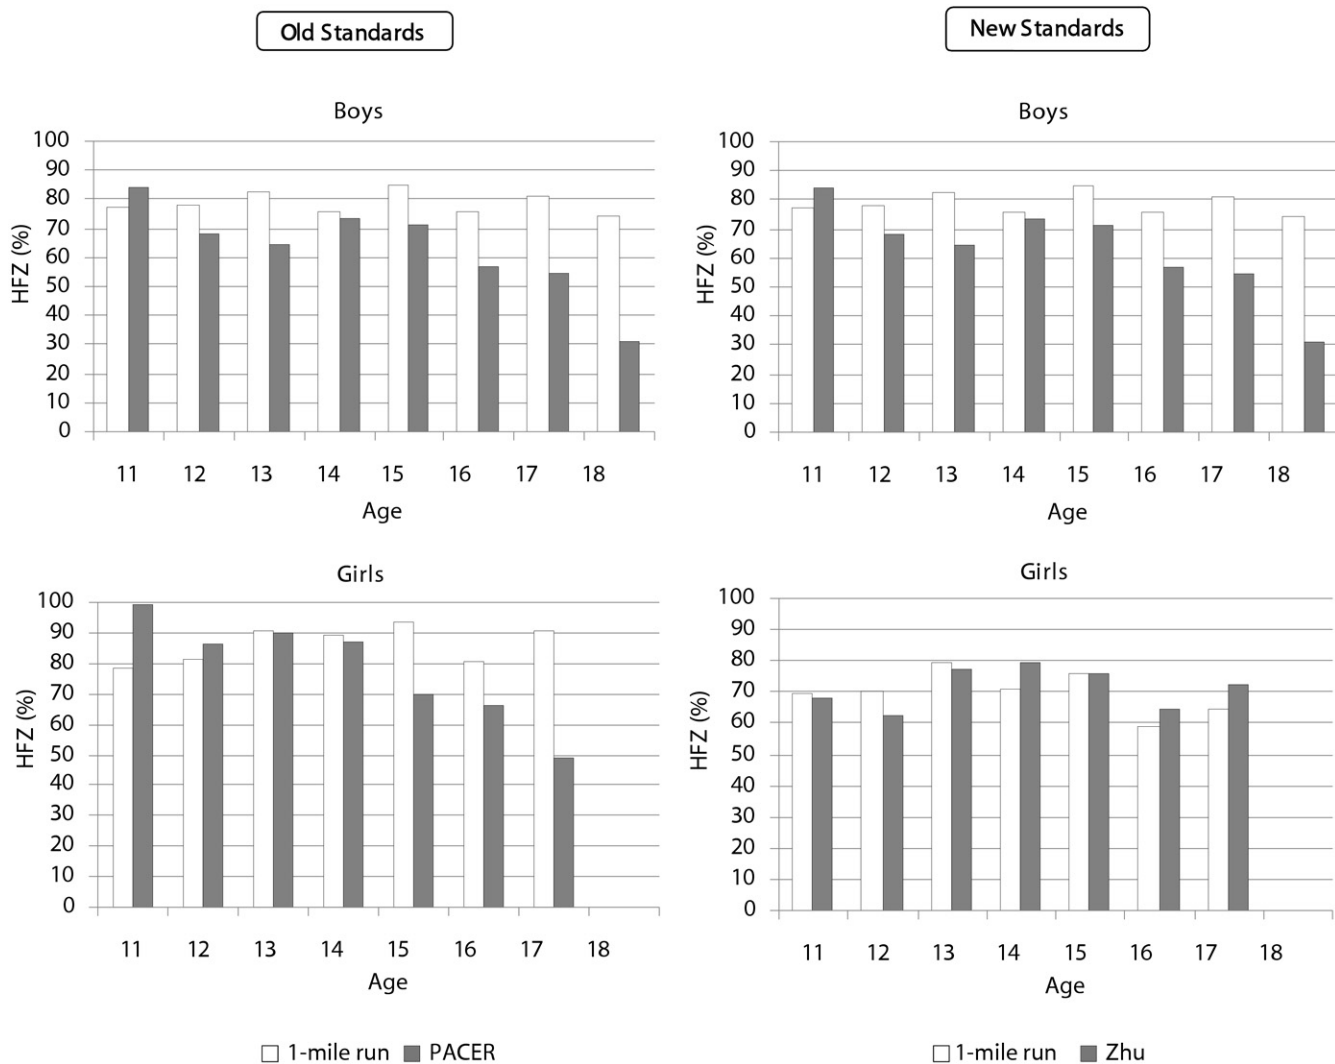 Old Standards
New Standards
Boys
100
90
80
70
60
50
40
30
20
10
0
HFZ (%)
11 12 13 14 15 16 17 18
Age
Boys
100
90
80
70
60
50
40
30
20
10
0
HFZ (%)
11 12 13 14 15 16 17 18
Age
Girls
100
90
80
70
60
50
40
30
20
10
0
HFZ (%)
11 12 13 14 15 16 17 18
Age
Girls
100
90
80
70
60
50
40
30
20
10
0
HFZ (%)
11 12 13 14 15 16 17 18
Age
1-mile run PACER
1-mile run Zhu